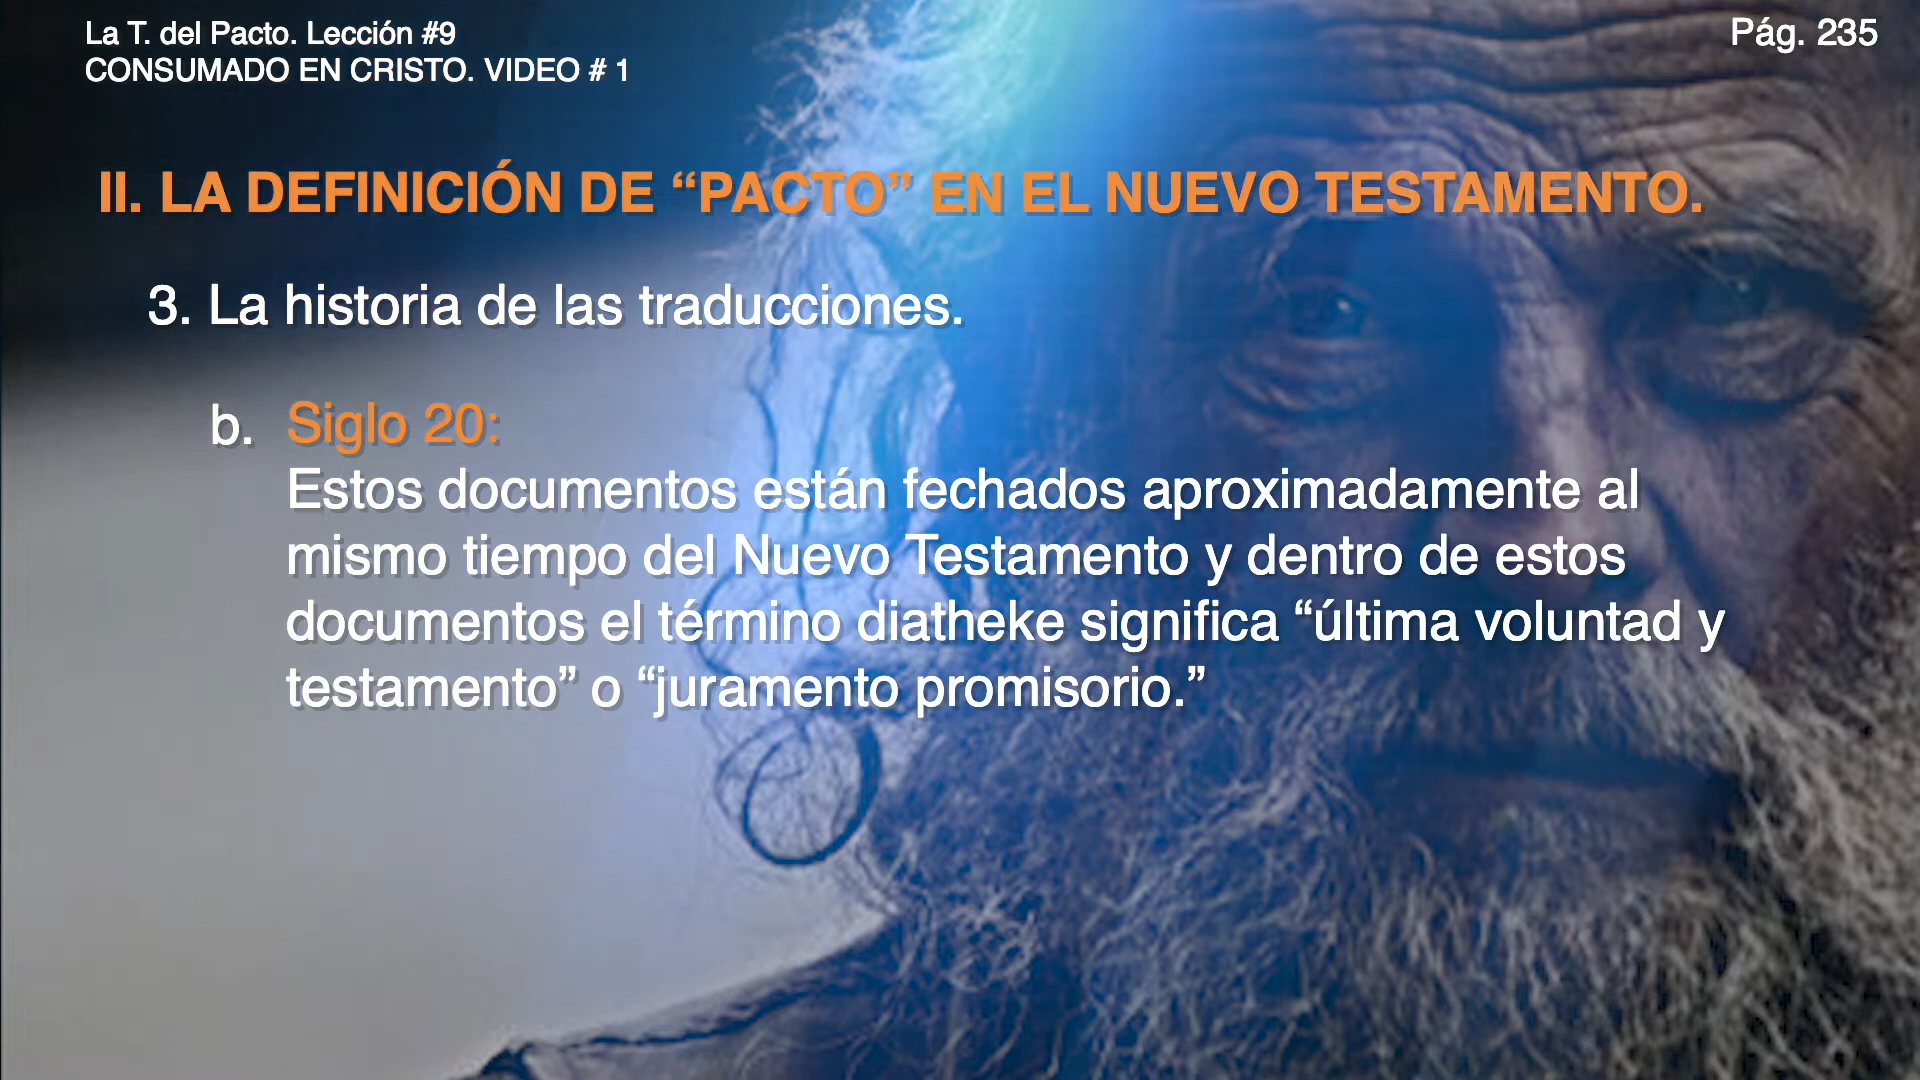 La T. del Pacto. Lección #9
CONSUMADO EN CRISTO. VIDEO # 1
Pág. 235
II. LA DEFINICIÓN DE “PACTO” EN EL NUEVO TESTAMENTO.
3. La historia de las traducciones.
b. Siglo 20:
Estos documentos están fechados aproximadamente al
mismo tiempo del Nuevo Testamento y dentro de estos
documentos el término diatheke significa “última voluntad y
testamento” o “juramento promisorio.”